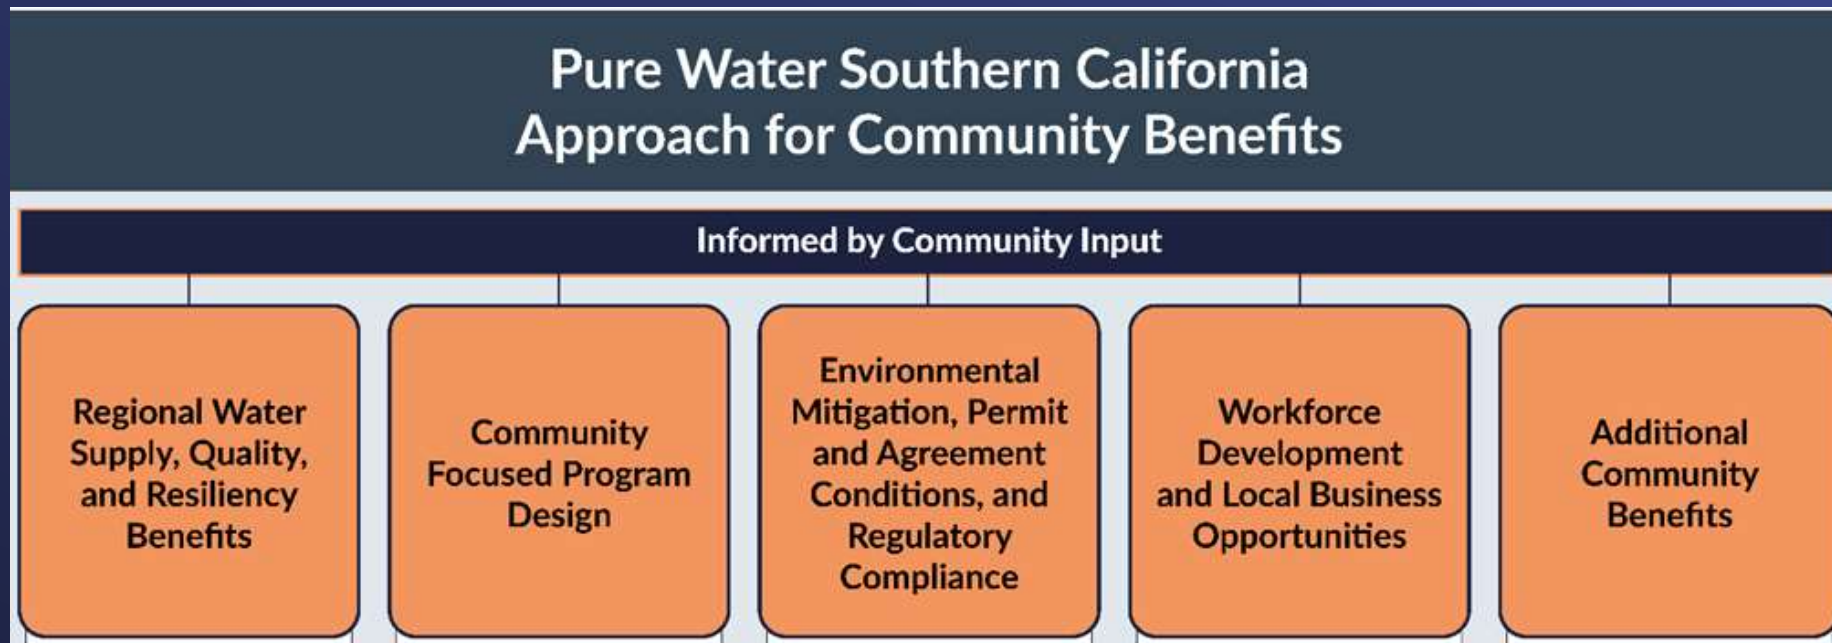 Pure Water Southern California
Approach for Community Benefits
Informed by Community Input
Regional Water
Supply, Quality,
and Resiliency
Benefits
Community
Focused Program
Design
Environmental
Mitigation, Permit
and Agreement
Conditions, and
Regulatory
Compliance
Workforce
Development
and Local Business
Opportunities
Additional
Community
Benefits